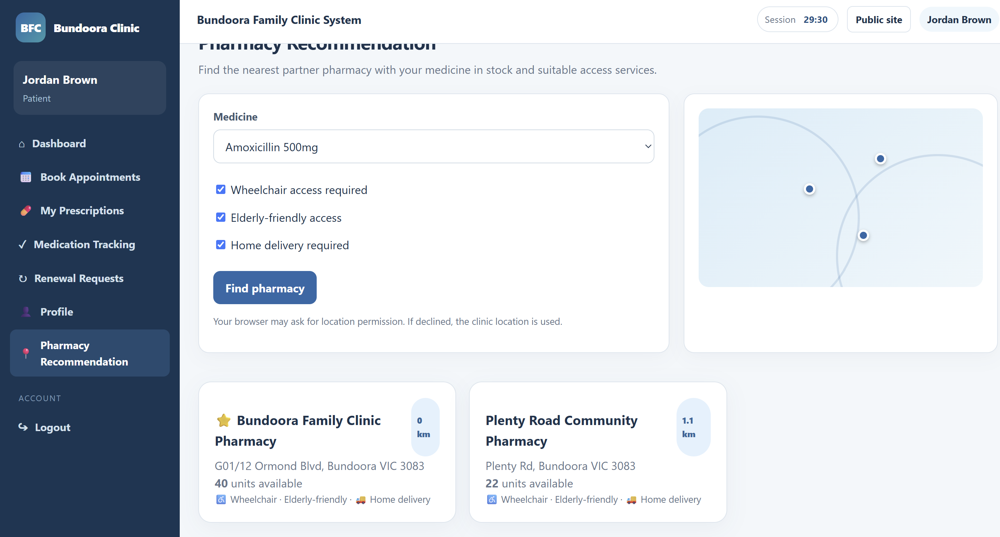 BFC Bundoora Clinic
Jordan Brown
Patient
Dashboard
Book Appointments
My Prescriptions
Medication Tracking
Renewal Requests
Profile
Pharmacy
Recommendation
ACCOUNT
Logout
Bundoora Family Clinic System
Session 29:30
Public site
Jordan Brown
Pharmacy Recommendation
Find the nearest partner pharmacy with your medicine in stock and suitable access services.
Medicine
Amoxicillin 500mg
Wheelchair access required
Elderly-friendly access
Home delivery required
Find pharmacy
Your browser may ask for location permission. If declined, the clinic location is used.
⭐ Bundoora Family Clinic
Pharmacy
0
km
G01/12 Ormond Blvd, Bundoora VIC 3083
40 units available
♿ Wheelchair · Elderly-friendly · 🚚 Home delivery
Plenty Road Community
Pharmacy
1.1
km
Plenty Rd, Bundoora VIC 3083
22 units available
♿ Wheelchair · Elderly-friendly · 🚚 Home delivery